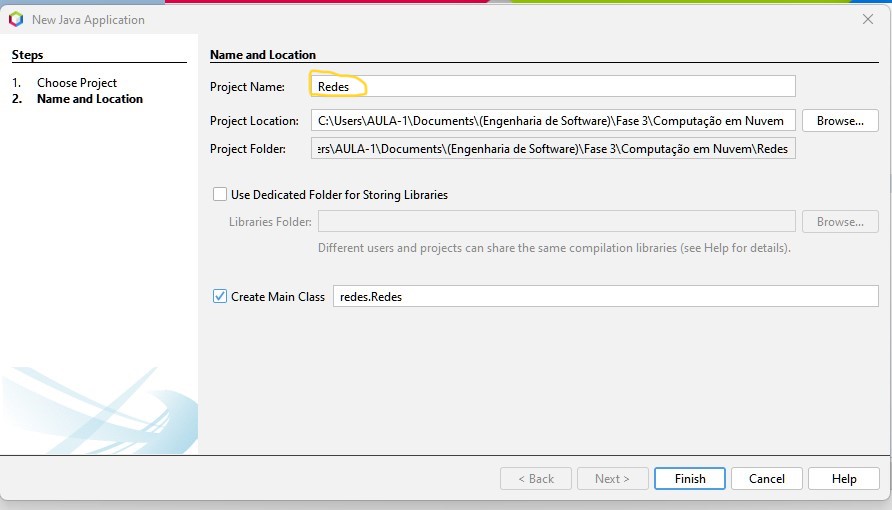 New Java Application
Steps
1. Choose Project
2. Name and Location
Name and Location
Project Name: Redes
Project Location: C:\Users\AULA-1\Documents\(Engenharia de Software)\Fase 3\Computação em Nuvem Browse...
Project Folder: ers\AULA-1\Documents\(Engenharia de Software)\Fase 3\Computação em Nuvem\Redes
Use Dedicated Folder for Storing Libraries
Libraries Folder: Browse...
Different users and projects can share the same compilation libraries (see Help for details).
Create Main Class redes.Redes
< Back Next > Finish Cancel Help